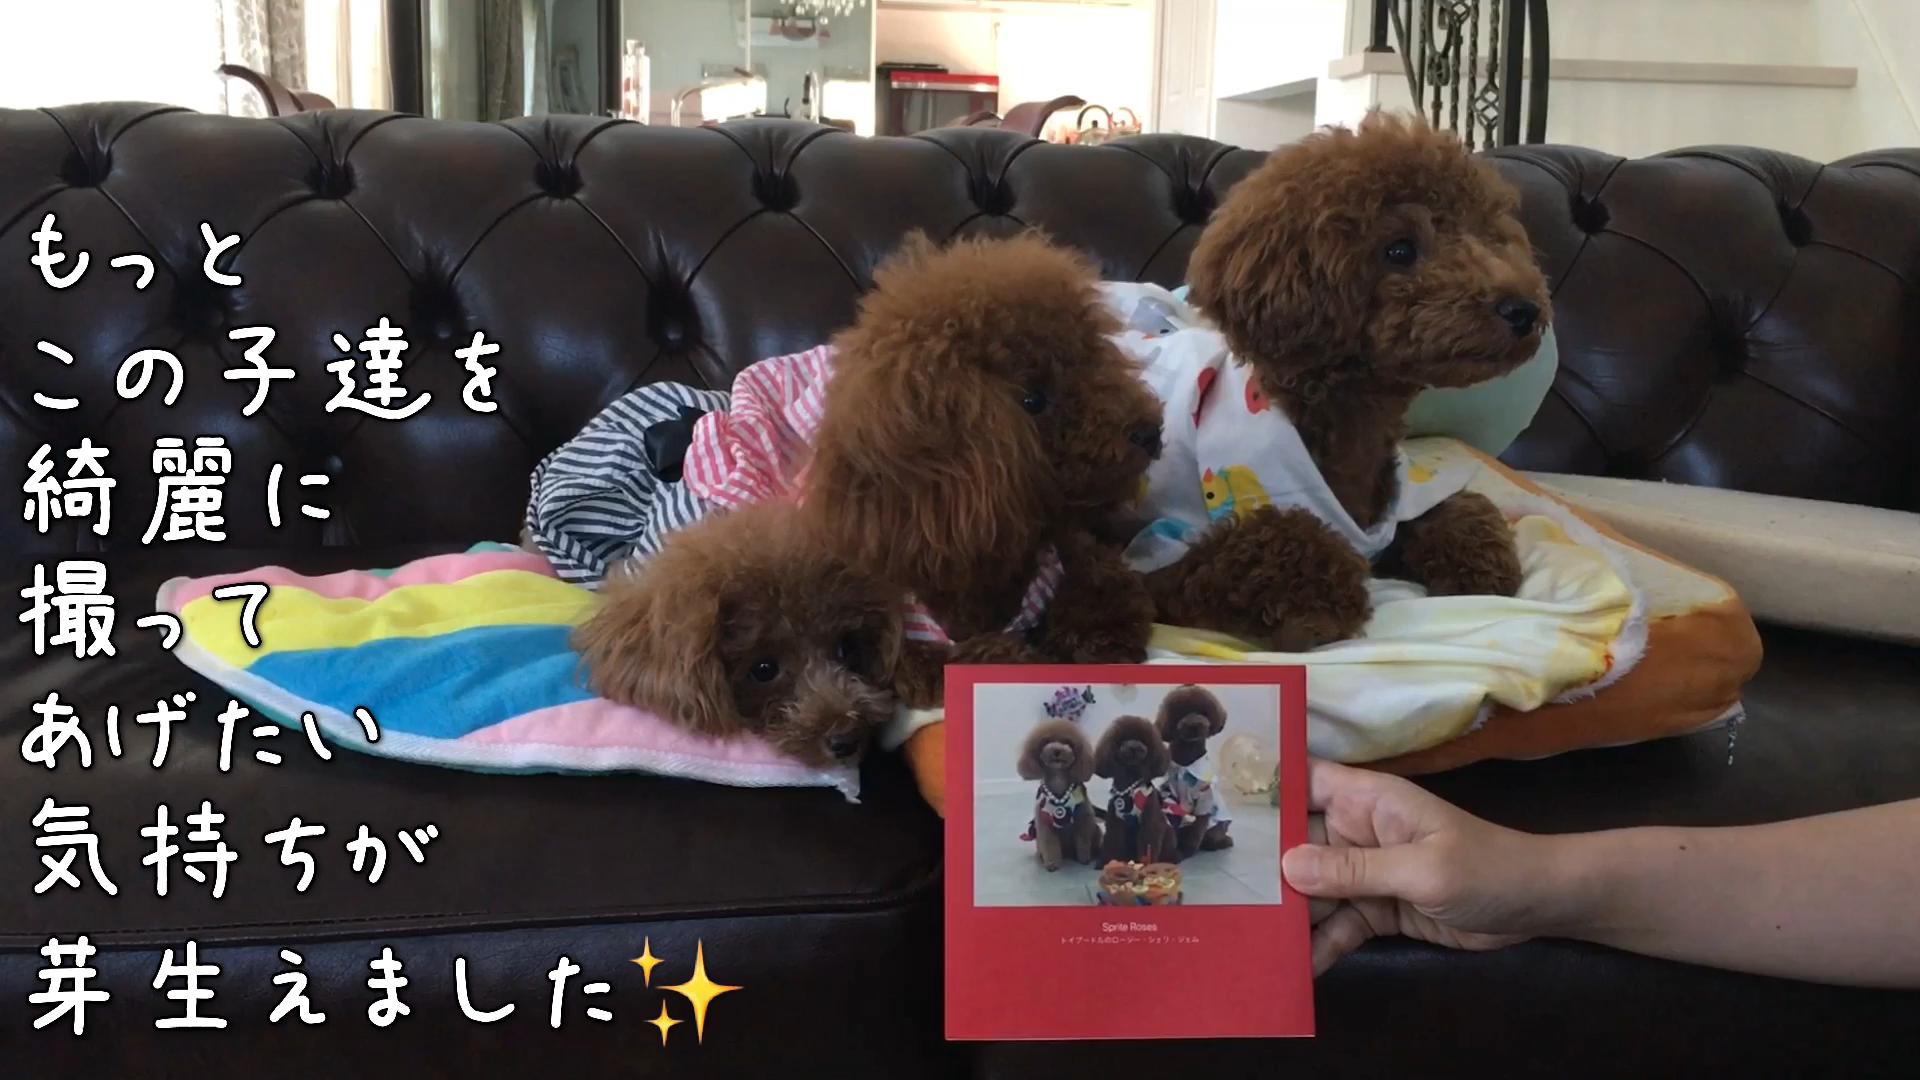 もっと
この子達を
綺麗に
撮って
あげたい
気持ちが
芽生えました✨
Sprite Roses
トイプードルのロージー・シェリ・ジェム